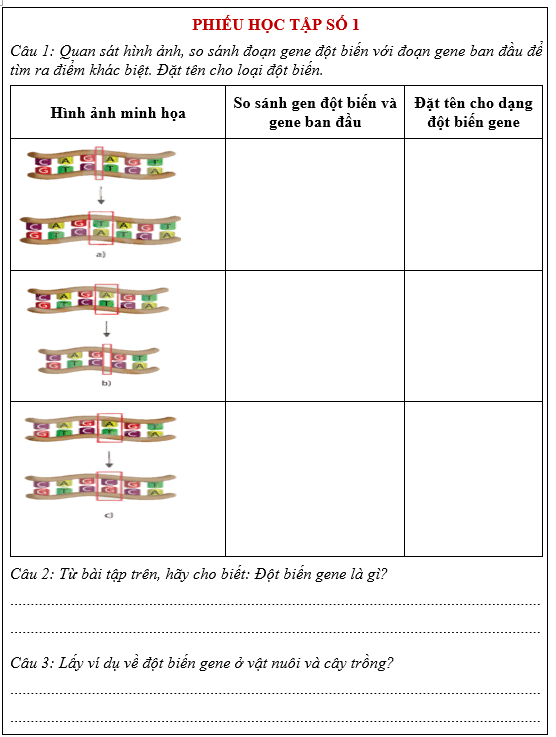 PHIẾU HỌC TẬP SỐ 1
Câu 1: Quan sát hình ảnh, so sánh đoạn gene đột biến với đoạn gene ban đầu để
tìm ra điểm khác biệt. Đặt tên cho loại đột biến.
Hình ảnh minh họa
So sánh gen đột biến và
gene ban đầu
Đặt tên cho dạng
đột biến gene
C A G A G T
G T C T C A
C A G T A G T
G T C A T C A
a)
C A G A G T
G T C T C A
C A G G T
G T C C A
b)
C A G A G T
G T C T C A
C A G C G T
G T C G C A
c)
Câu 2: Từ bài tập trên, hãy cho biết: Đột biến gene là gì?
Câu 3: Lấy ví dụ về đột biến gene ở vật nuôi và cây trồng?